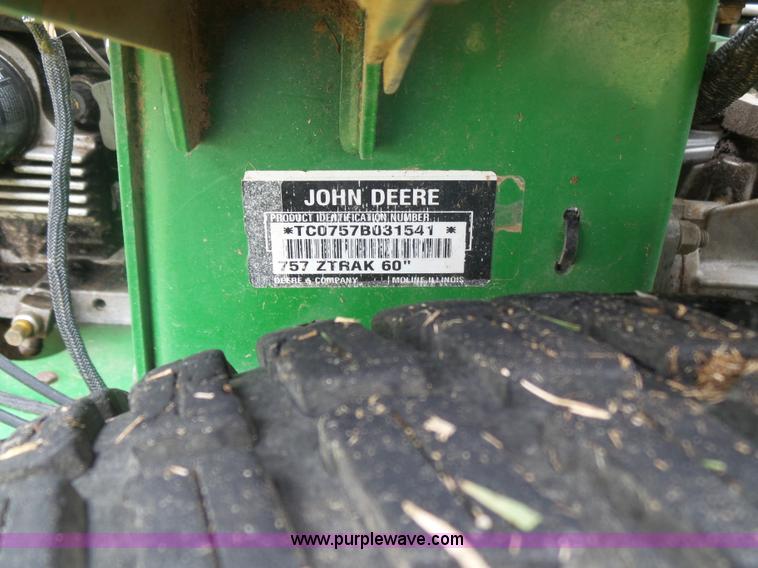 JOHN DEERE
PRODUCT IDENTIFICATION NUMBER
*TC0757B031541 *
757 ZTRAK 60"
DEERE & COMPANY MOLINE, ILLINOIS
www.purplewave.com